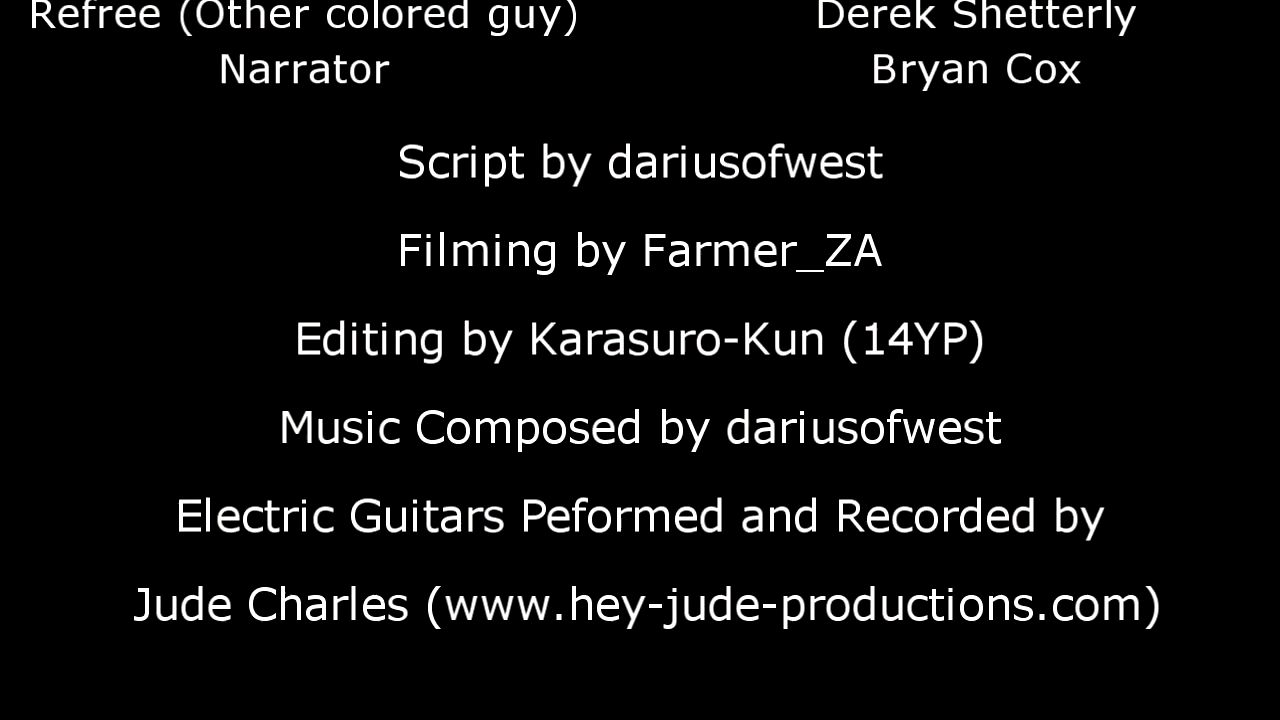 Refree (Other colored guy) Derek Shetterly
Narrator Bryan Cox
Script by dariusofwest
Filming by Farmer_ZA
Editing by Karasuro-Kun (14YP)
Music Composed by dariusofwest
Electric Guitars Peformed and Recorded by
Jude Charles (www.hey-jude-productions.com)